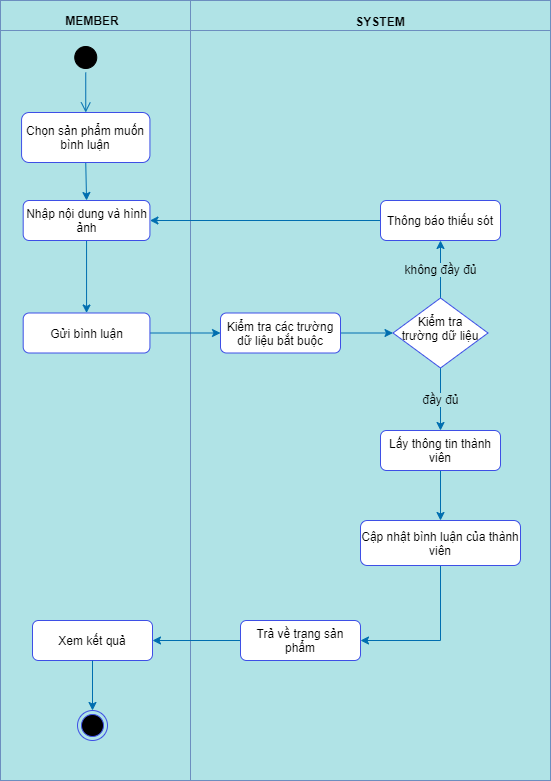 MEMBER
SYSTEM
Chọn sản phẩm muốn
bình luận
Nhập nội dung và hình
ảnh
Thông báo thiếu sót
không đầy đủ
Gửi bình luận
Kiểm tra các trường
dữ liệu bắt buộc
Kiểm tra
trường dữ liệu
đầy đủ
Lấy thông tin thành
viên
Cập nhật bình luận của thành
viên
Trả về trang sản
phẩm
Xem kết quả